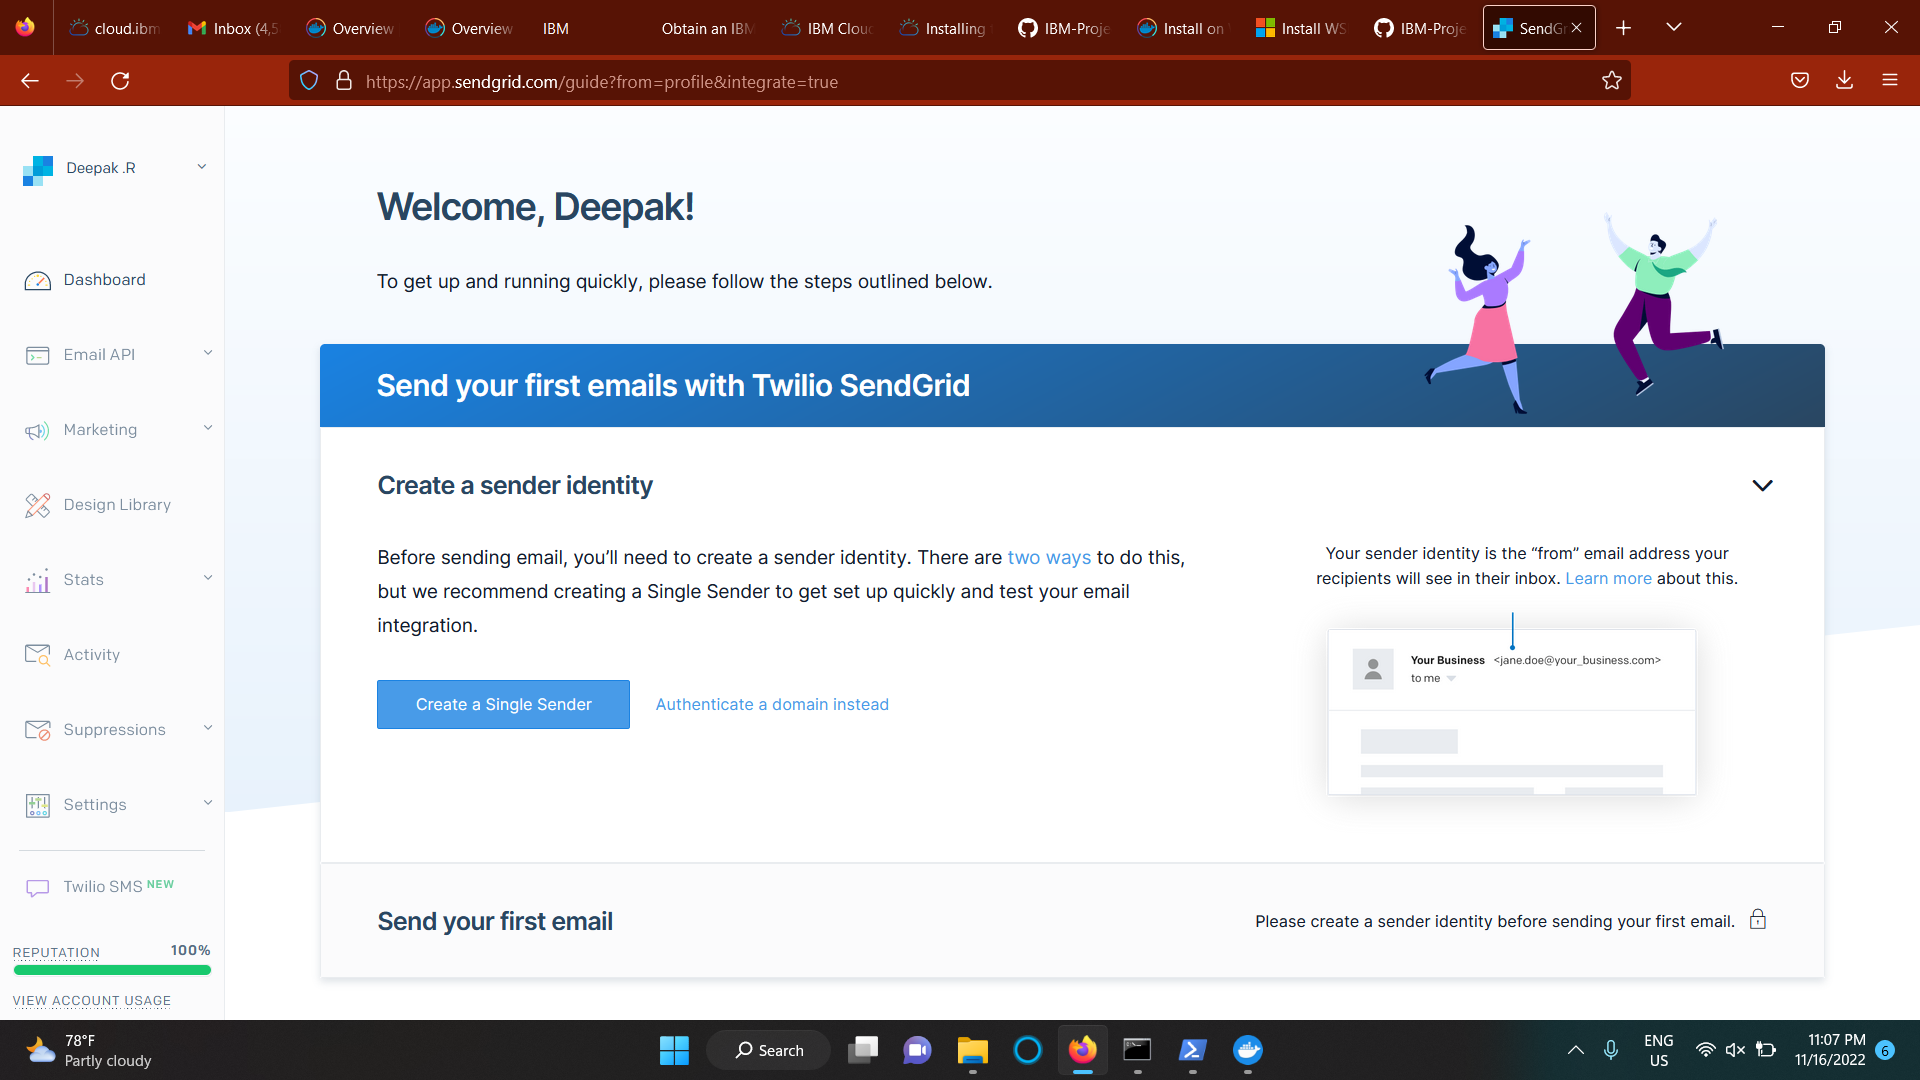 cloud.ibm
Inbox (4,5
Overview
Overview
IBM
Obtain an IBM
IBM Cloud
Installing
IBM-Proje
Install on
Install WS
IBM-Proje
SendGr
https://app.sendgrid.com/guide?from=profile&integrate=true
Deepak .R
Dashboard
Email API
Marketing
Design Library
Stats
Activity
Suppressions
Settings
Twilio SMS NEW
REPUTATION 100%
VIEW ACCOUNT USAGE
Welcome, Deepak!
To get up and running quickly, please follow the steps outlined below.
Send your first emails with Twilio SendGrid
Create a sender identity
Before sending email, you’ll need to create a sender identity. There are two ways to do this,
but we recommend creating a Single Sender to get set up quickly and test your email
integration.
Create a Single Sender
Authenticate a domain instead
Your sender identity is the “from” email address your
recipients will see in their inbox. Learn more about this.
Your Business <jane.doe@your_business.com>
to me
Send your first email
Please create a sender identity before sending your first email.
78°F
Partly cloudy
Search
ENG
US
11:07 PM
11/16/2022
6